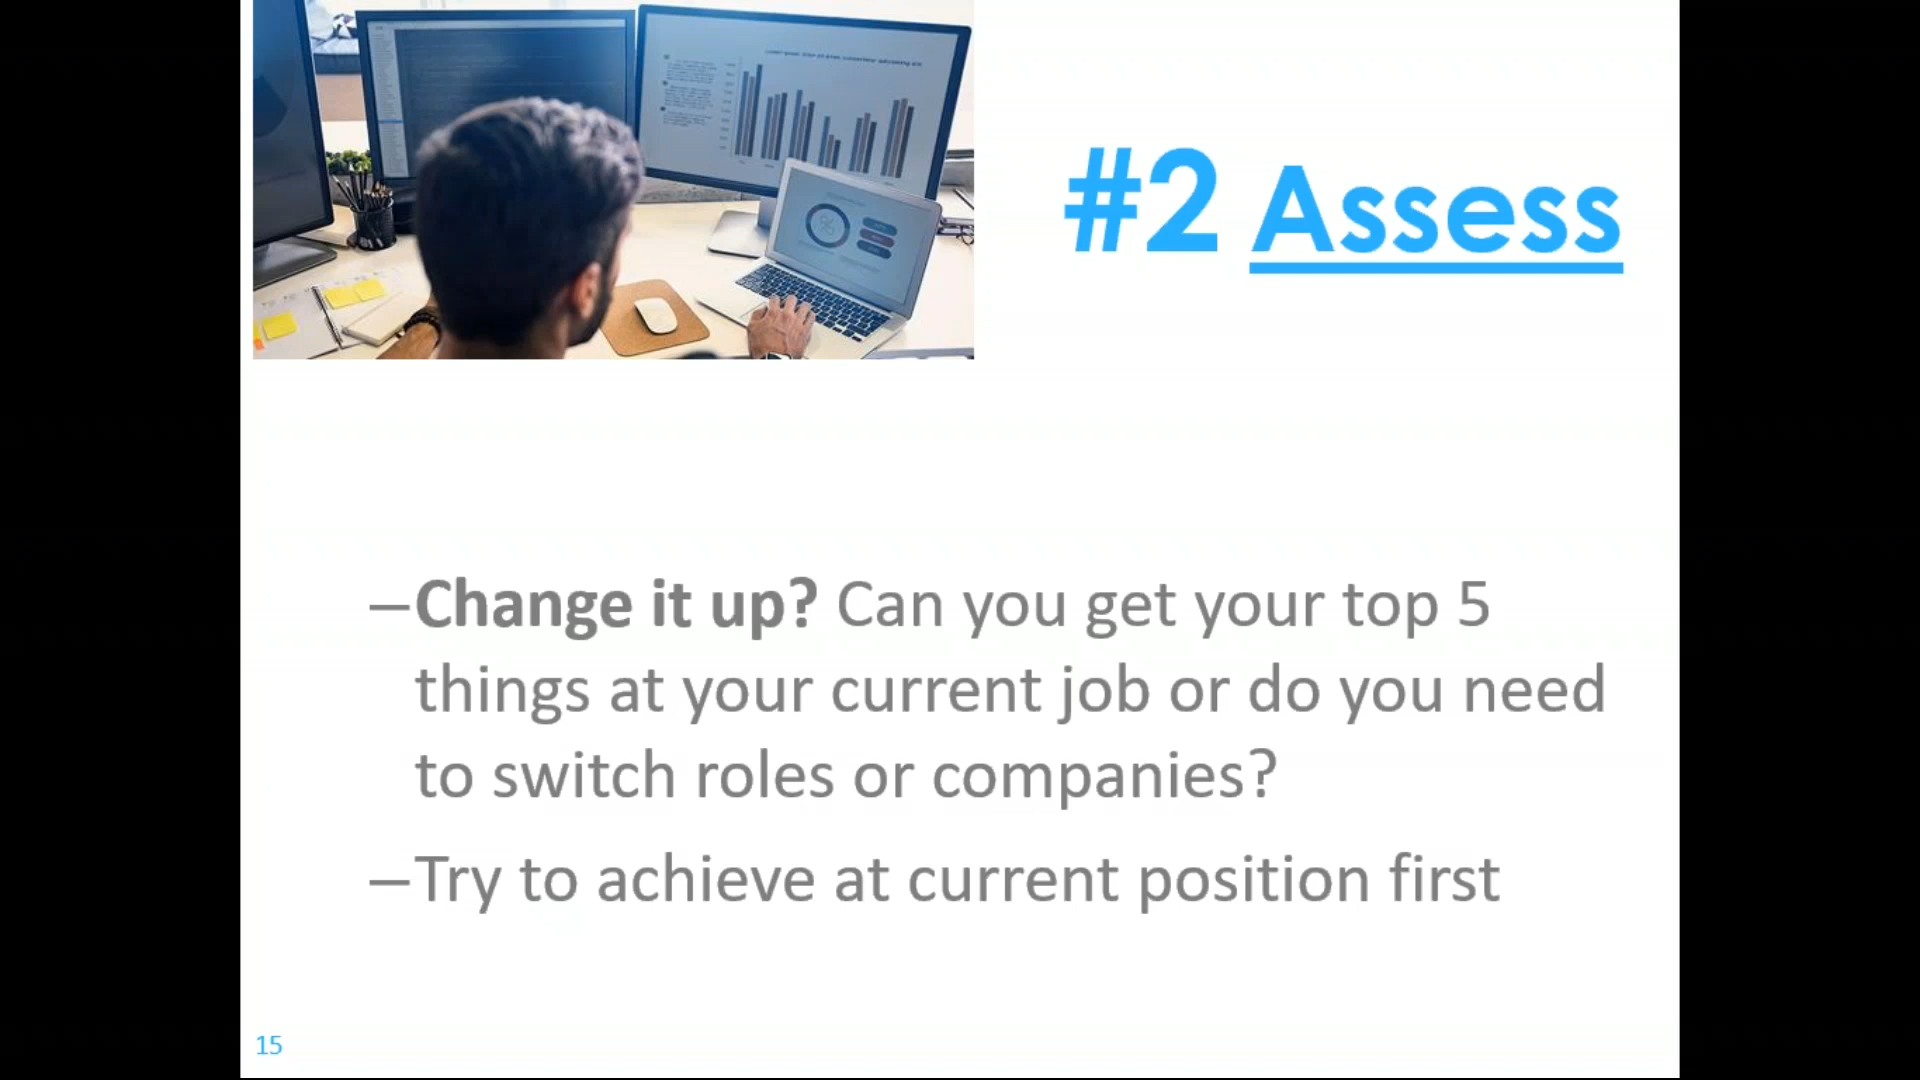 #2 Assess
–Change it up? Can you get your top 5
things at your current job or do you need
to switch roles or companies?
–Try to achieve at current position first
15